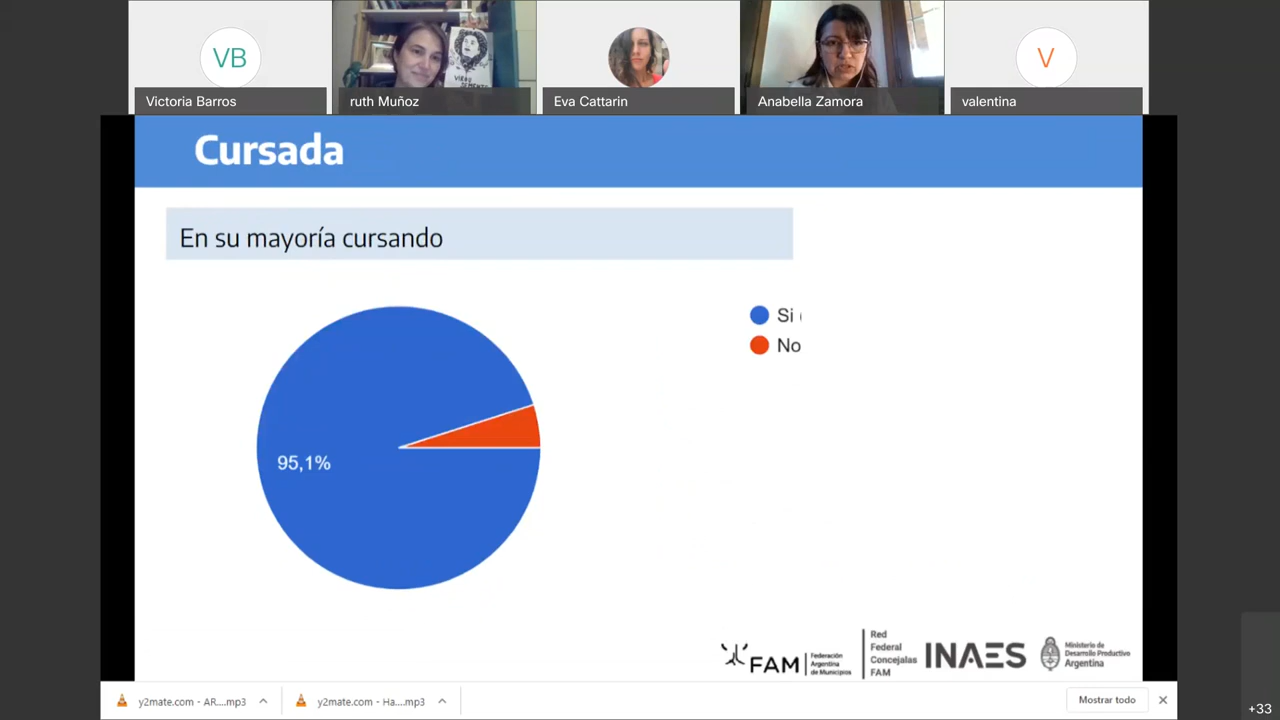 VB
V
Victoria Barros
ruth Muñoz
Eva Cattarin
Anabella Zamora
valentina
Cursada
En su mayoría cursando
Si
No
95,1%
FAM
Federación
Argentina
de Municipios
Red
Federal
Concejalas
FAM
INAES
Ministerio de
Desarrollo Productivo
Argentina
y2mate.com - AR....mp3
y2mate.com - Ha....mp3
Mostrar todo
+33